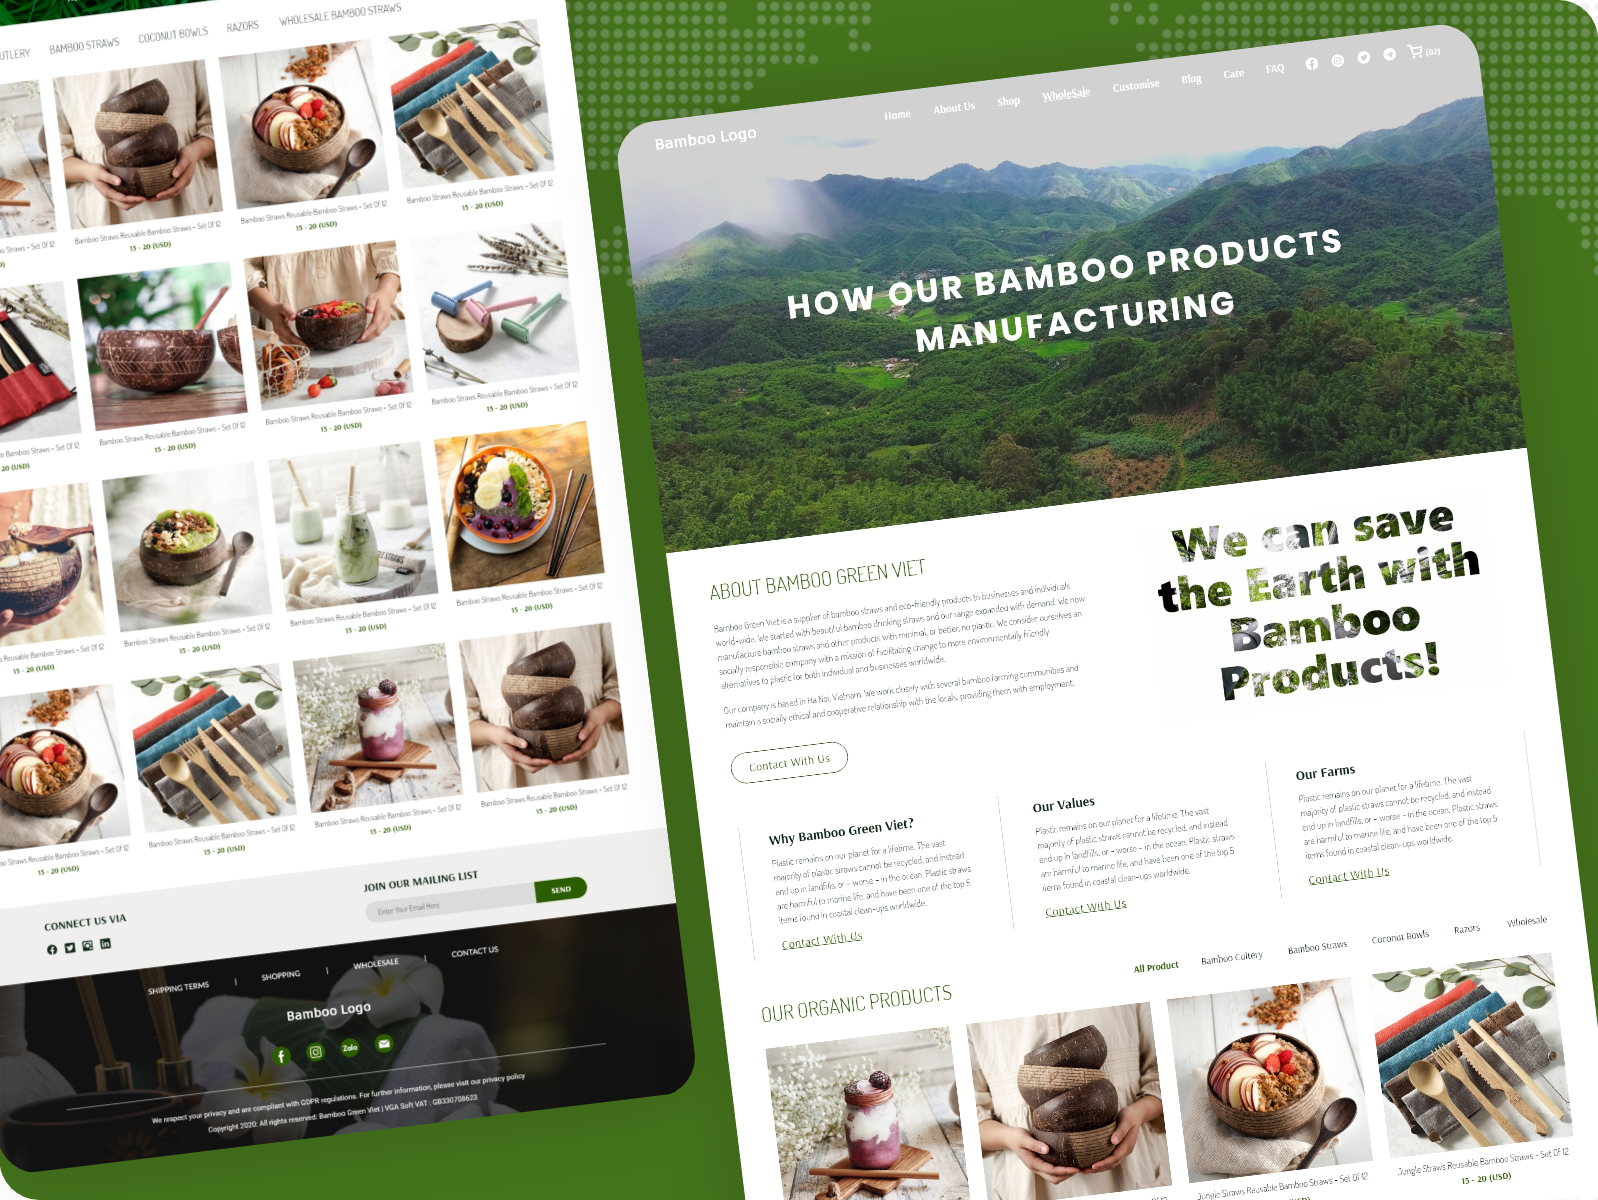 UTLERY BAMBOO STRAWS COCONUT BOWLS RAZORS WHOLESALE BAMBOO STRAWS
oo Straws - Set Of 12
Bamboo Straws Reusable Bamboo Straws - Set Of 12
Bamboo Straws Reusable Bamboo Straws - Set Of 12
Bamboo Straws Reusable Bamboo Straws - Set Of 12
D)
15 - 20 (USD)
15 - 20 (USD)
15 - 20 (USD)
le Bamboo Straws - Set Of 12
Bamboo Straws Reusable Bamboo Straws - Set Of 12
Bamboo Straws Reusable Bamboo Straws - Set Of 12
Bamboo Straws Reusable Bamboo Straws - Set Of 12
20 (USD)
15 - 20 (USD)
15 - 20 (USD)
15 - 20 (USD)
s Reusable Bamboo Straws - Set Of 12
Bamboo Straws Reusable Bamboo Straws - Set Of 12
Bamboo Straws Reusable Bamboo Straws - Set Of 12
Bamboo Straws Reusable Bamboo Straws - Set Of 12
15 - 20 (USD)
15 - 20 (USD)
15 - 20 (USD)
15 - 20 (USD)
oo Straws Reusable Bamboo Straws - Set Of 12
Bamboo Straws Reusable Bamboo Straws - Set Of 12
Bamboo Straws Reusable Bamboo Straws - Set Of 12
Bamboo Straws Reusable Bamboo Straws - Set Of 12
15 - 20 (USD)
15 - 20 (USD)
15 - 20 (USD)
15 - 20 (USD)
CONNECT US VIA
JOIN OUR MAILING LIST
Enter Your Email Here
SEND
SHIPPING TERMS | SHOPPING | WHOLESALE | CONTACT US
Bamboo Logo
Zalo
We respect your privacy and are compliant with GDPR regulations. For further information, please visit our privacy policy
Copyright 2020: All rights reserved: Bamboo Green Viet | VGA Soft VAT : GB330708623
Bamboo Logo
Home About Us Shop WholeSale Customise Blog Care FAQ (02)
HOW OUR BAMBOO PRODUCTS
MANUFACTURING
ABOUT BAMBOO GREEN VIET
Bamboo Green Viet is a supplier of bamboo straws and eco-friendly products to businesses and individuals
world-wide. We started with beautiful bamboo drinking straws and our range expanded with demand. We now
manufacture bamboo straws and other products with minimal, or better, no plastic. We consider ourselves an
socially responsible company with a mission of facilitating change to more environmentally friendly
alternatives to plastic for both individual and businesses worldwide.
Our company is based in Ha Noi, Vietnam. We work closely with several bamboo farming communities and
maintain a socially ethical and cooperative relationship with the locals, providing them with employment.
Contact With Us
We can save
the Earth with
Bamboo
Products!
Why Bamboo Green Viet?
Plastic remains on our planet for a lifetime. The vast
majority of plastic straws cannot be recycled, and instead
end up in landfills, or - worse - in the ocean. Plastic straws
are harmful to marine life, and have been one of the top 5
items found in coastal clean-ups worldwide.
Contact With Us
Our Values
Plastic remains on our planet for a lifetime. The vast
majority of plastic straws cannot be recycled, and instead
end up in landfills, or - worse - in the ocean. Plastic straws
are harmful to marine life, and have been one of the top 5
items found in coastal clean-ups worldwide.
Contact With Us
Our Farms
Plastic remains on our planet for a lifetime. The vast
majority of plastic straws cannot be recycled, and instead
end up in landfills, or - worse - in the ocean. Plastic straws
are harmful to marine life, and have been one of the top 5
items found in coastal clean-ups worldwide.
Contact With Us
OUR ORGANIC PRODUCTS
All Product Bamboo Cultery Bamboo Straws Coconut Bowls Razors Wholesale
Of 12
Jungle Straws Reusable Bamboo Straws - Set Of 12
Jungle Straws Reusable Bamboo Straws - Set Of 12
15 - 20 (USD)